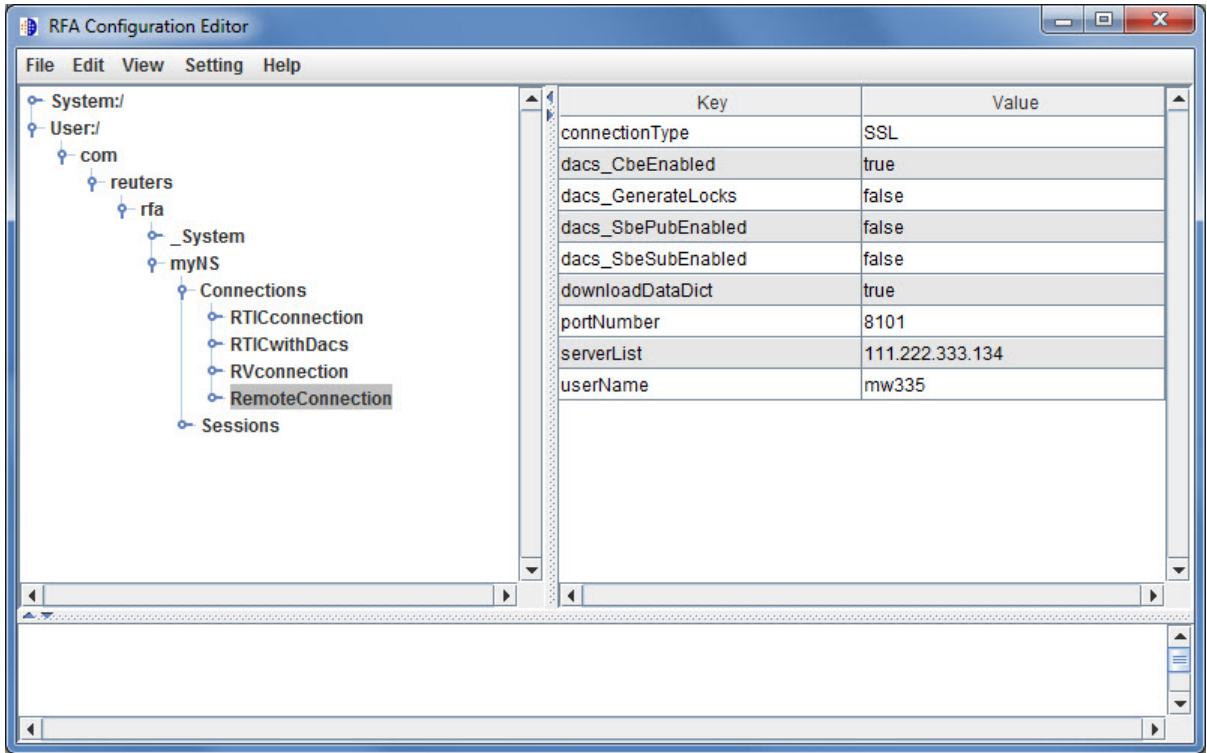 RFA Configuration Editor
File Edit View Setting Help
System:/
User:/
com
reuters
rfa
_System
myNS
Connections
RTICconnection
RTICwithDacs
RVconnection
RemoteConnection
Sessions
Key Value
connectionType SSL
dacs_CbeEnabled true
dacs_GenerateLocks false
dacs_SbePubEnabled false
dacs_SbeSubEnabled false
downloadDataDict true
portNumber 8101
serverList 111.222.333.134
userName mw335